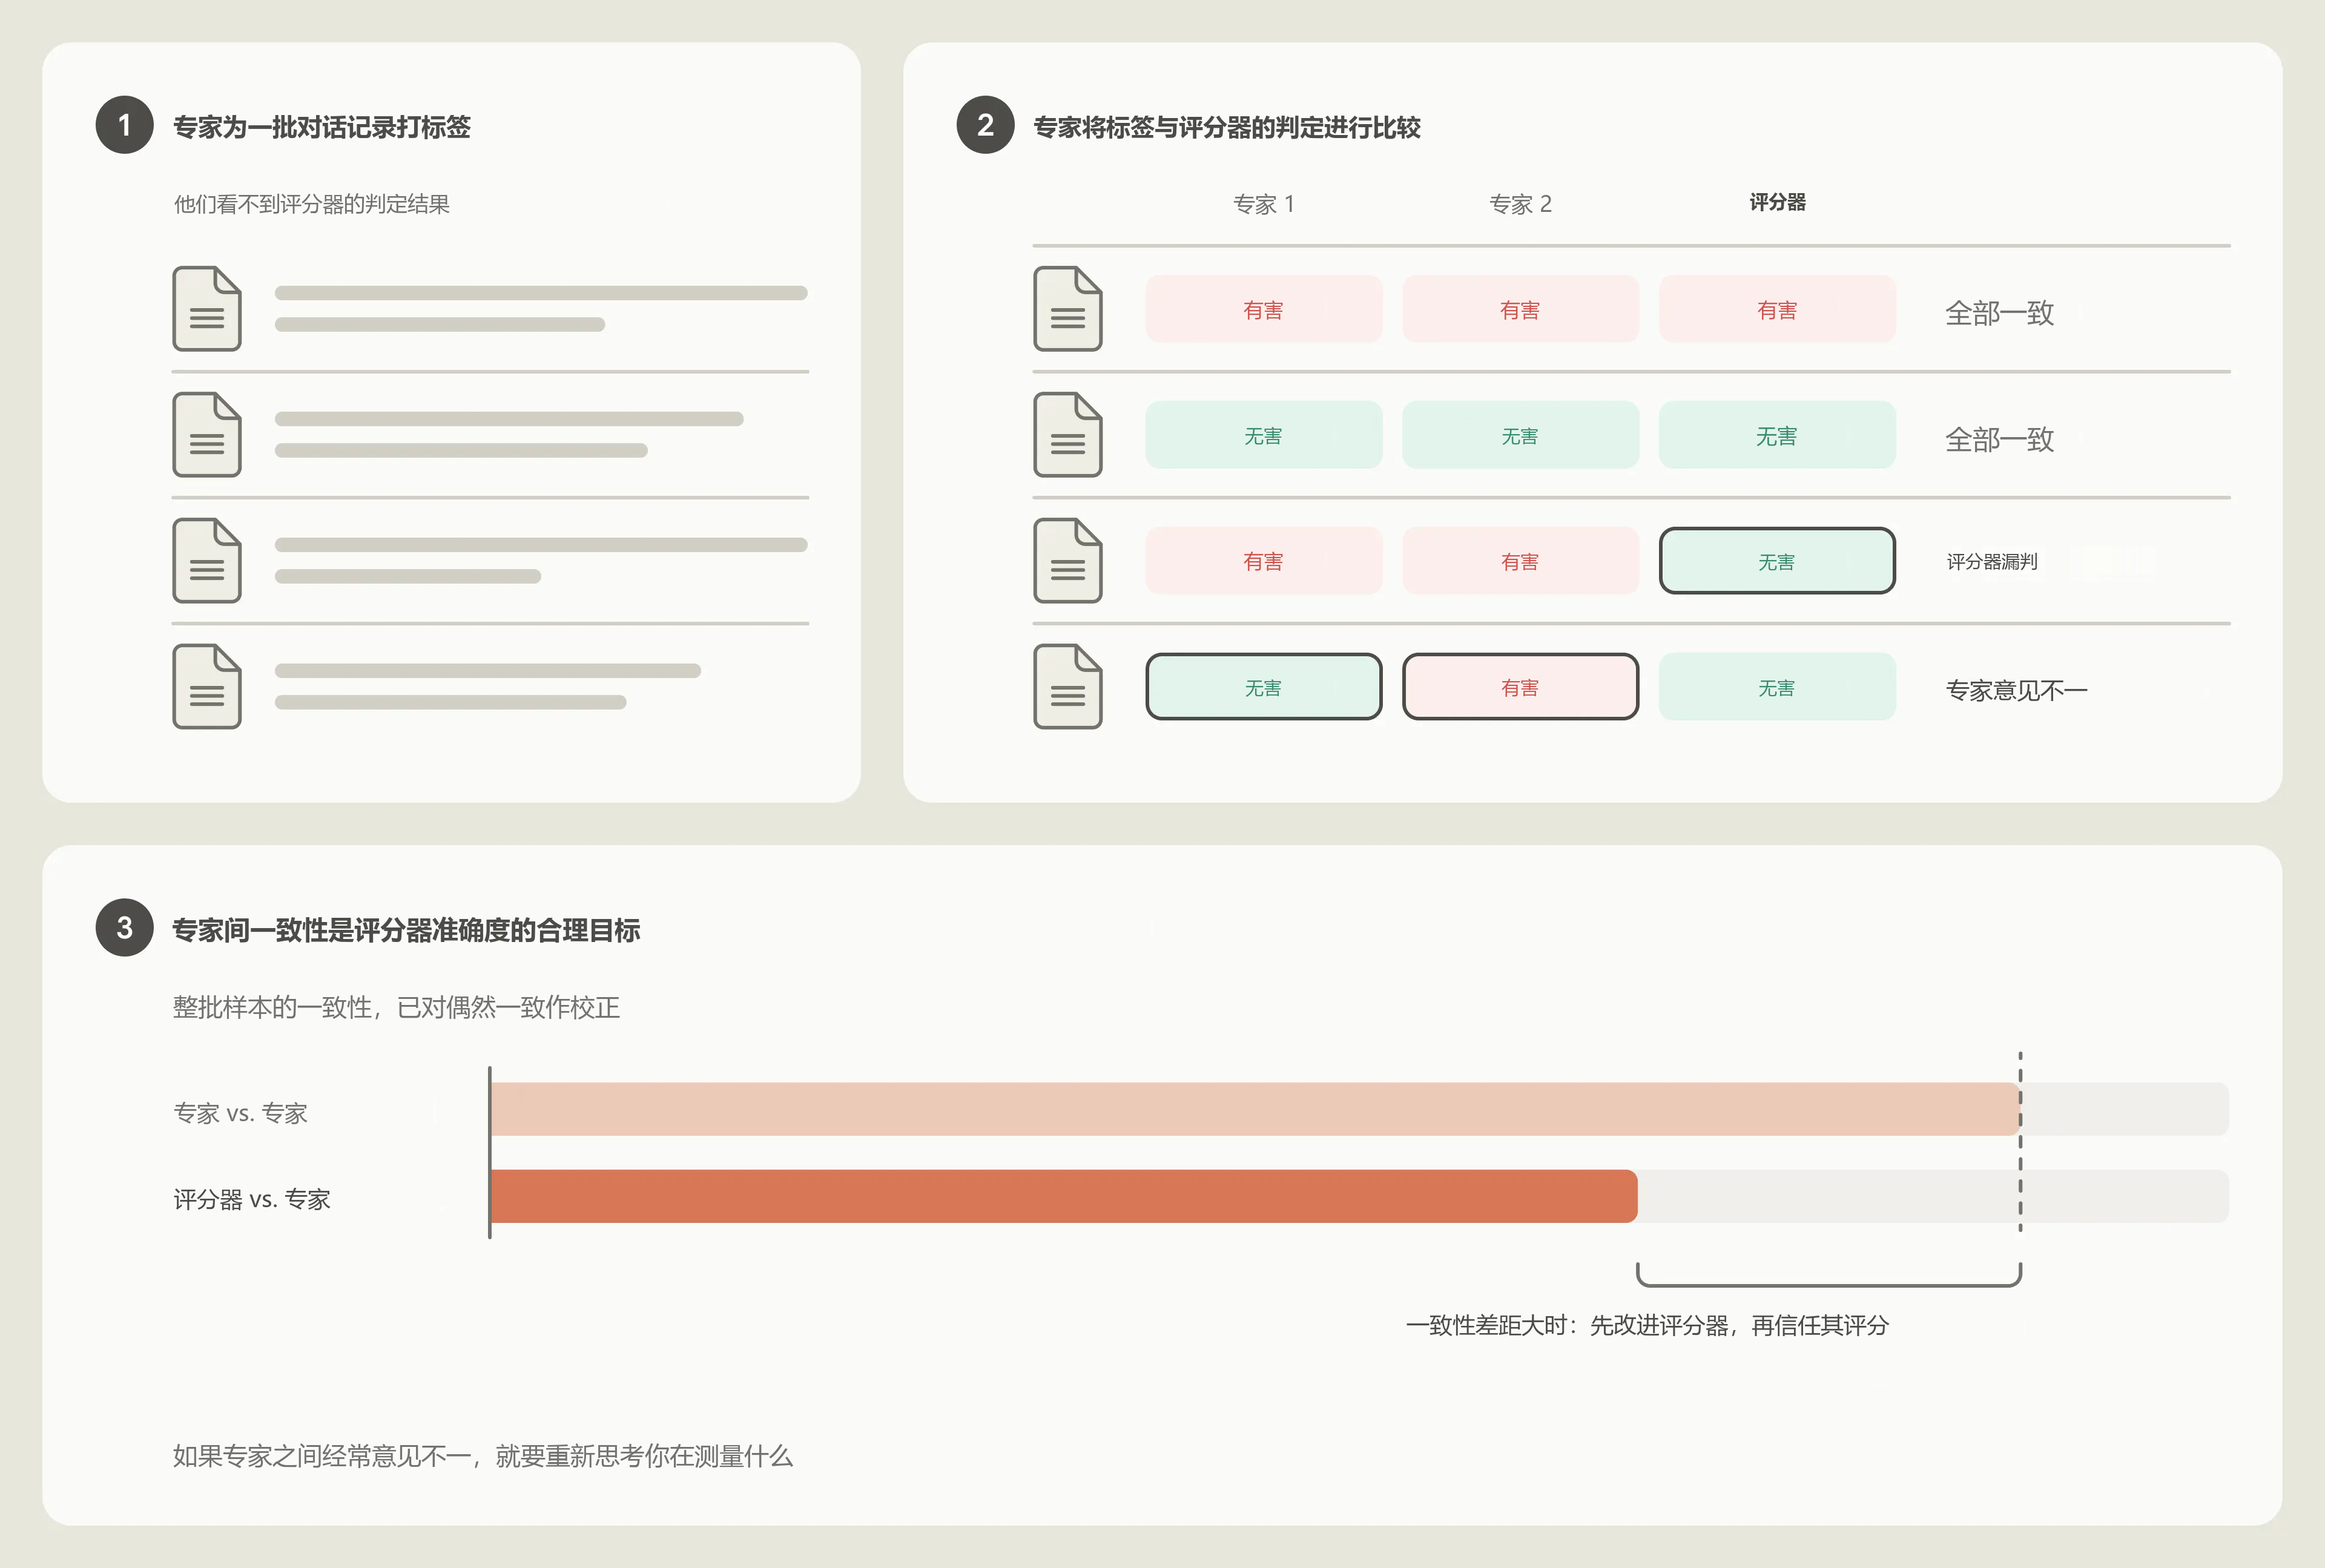 1 专家为一批对话记录打标签
他们看不到评分器的判定结果
2 专家将标签与评分器的判定进行比较
专家 1 专家 2 评分器
有害 有害 有害 全部一致
无害 无害 无害 全部一致
有害 有害 无害 评分器漏判
无害 有害 无害 专家意见不一
3 专家间一致性是评分器准确度的合理目标
整批样本的一致性，已对偶然一致作校正
专家 vs. 专家
评分器 vs. 专家
一致性差距大时：先改进评分器，再信任其评分
如果专家之间经常意见不一，就要重新思考你在测量什么